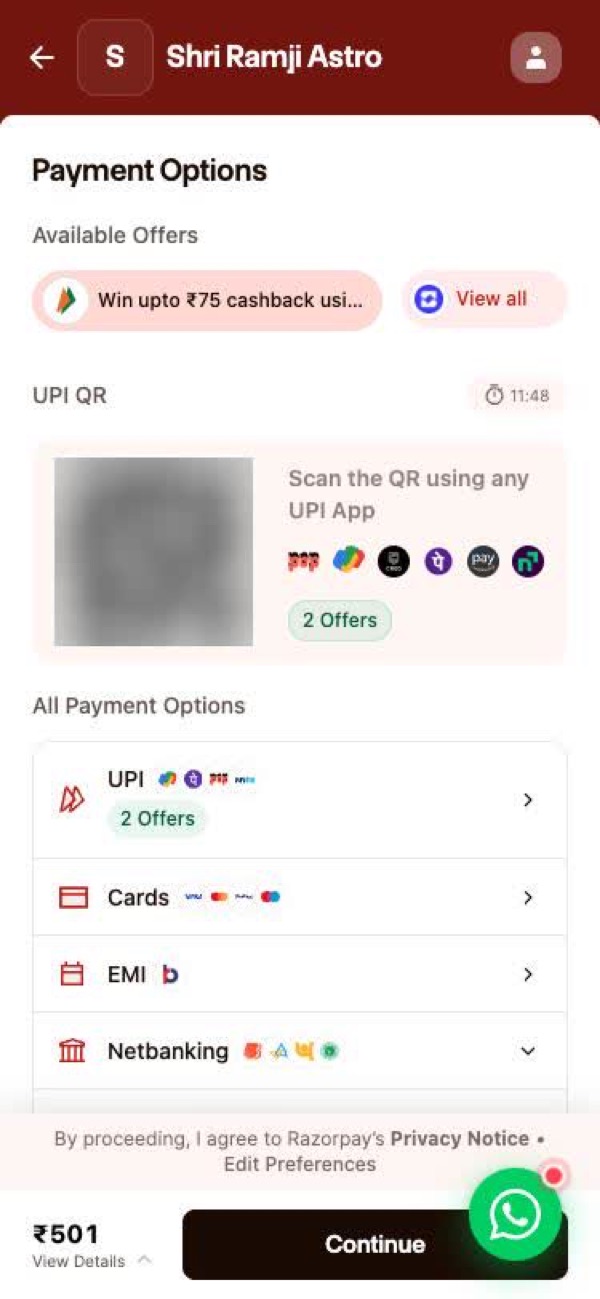 S
Shri Ramji Astro
Payment Options
Available Offers
Win upto ₹75 cashback usi...
View all
UPI QR
11:48
Scan the QR using any
UPI App
पे
pay
2 Offers
All Payment Options
UPI
पे
2 Offers
Cards
EMI
b
Netbanking
By proceeding, I agree to Razorpay's Privacy Notice •
Edit Preferences
₹501
View Details
Continue